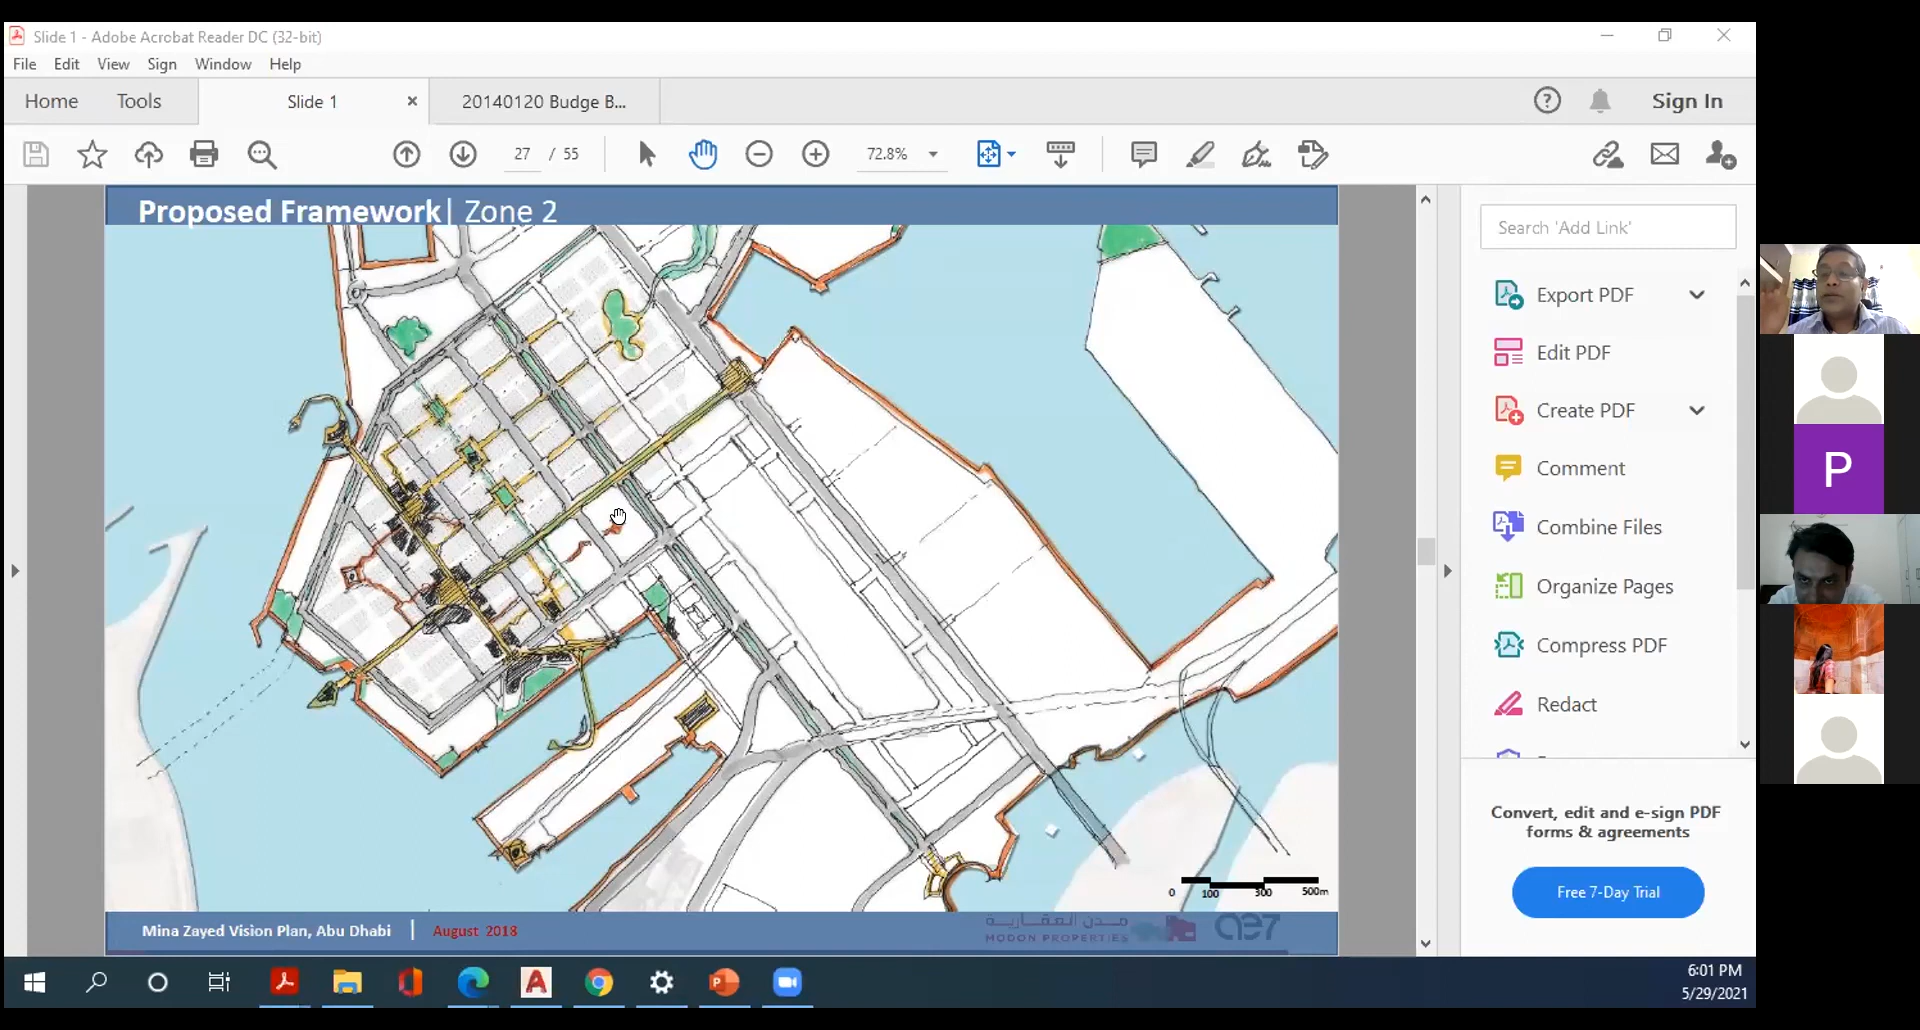 Slide 1 - Adobe Acrobat Reader DC (32-bit)
File Edit View Sign Window Help
Home Tools Slide 1 × 20140120 Budge B... Sign In
27 / 55 72.8%
Proposed Framework| Zone 2
Search 'Add Link'
Export PDF
Edit PDF
Create PDF
Comment
Combine Files
Organize Pages
Compress PDF
Redact
Convert, edit and e-sign PDF
forms & agreements
Free 7-Day Trial
P
0 100 300 500m
Mina Zayed Vision Plan, Abu Dhabi | August 2018
مدن العقارية
MODON PROPERTIES
ae7
6:01 PM
5/29/2021